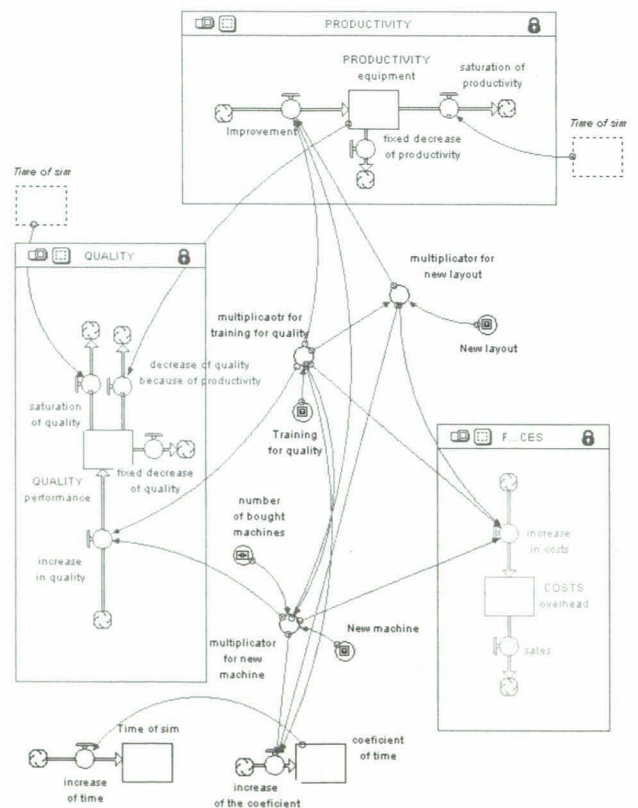 PRODUCTIVITY
PRODUCTIVITY
equipment
saturation of
productivity
Improvement
fixed decrease
of productivity
Time of sim
Time of sim
QUALITY
multiplicator for
new layout
multiplicaotr for
training for quality
New layout
decrease of quality
because of productivity
saturation
of quality
Training
for quality
QUALITY
performance
fixed decrease
of quality
number
of bought
machines
increase
in quality
increase
in costs
COSTS
overhead
sales
New machine
multiplicator
for new
machine
Time of sim
coeficient
of time
increase
of time
increase
of the coeficient